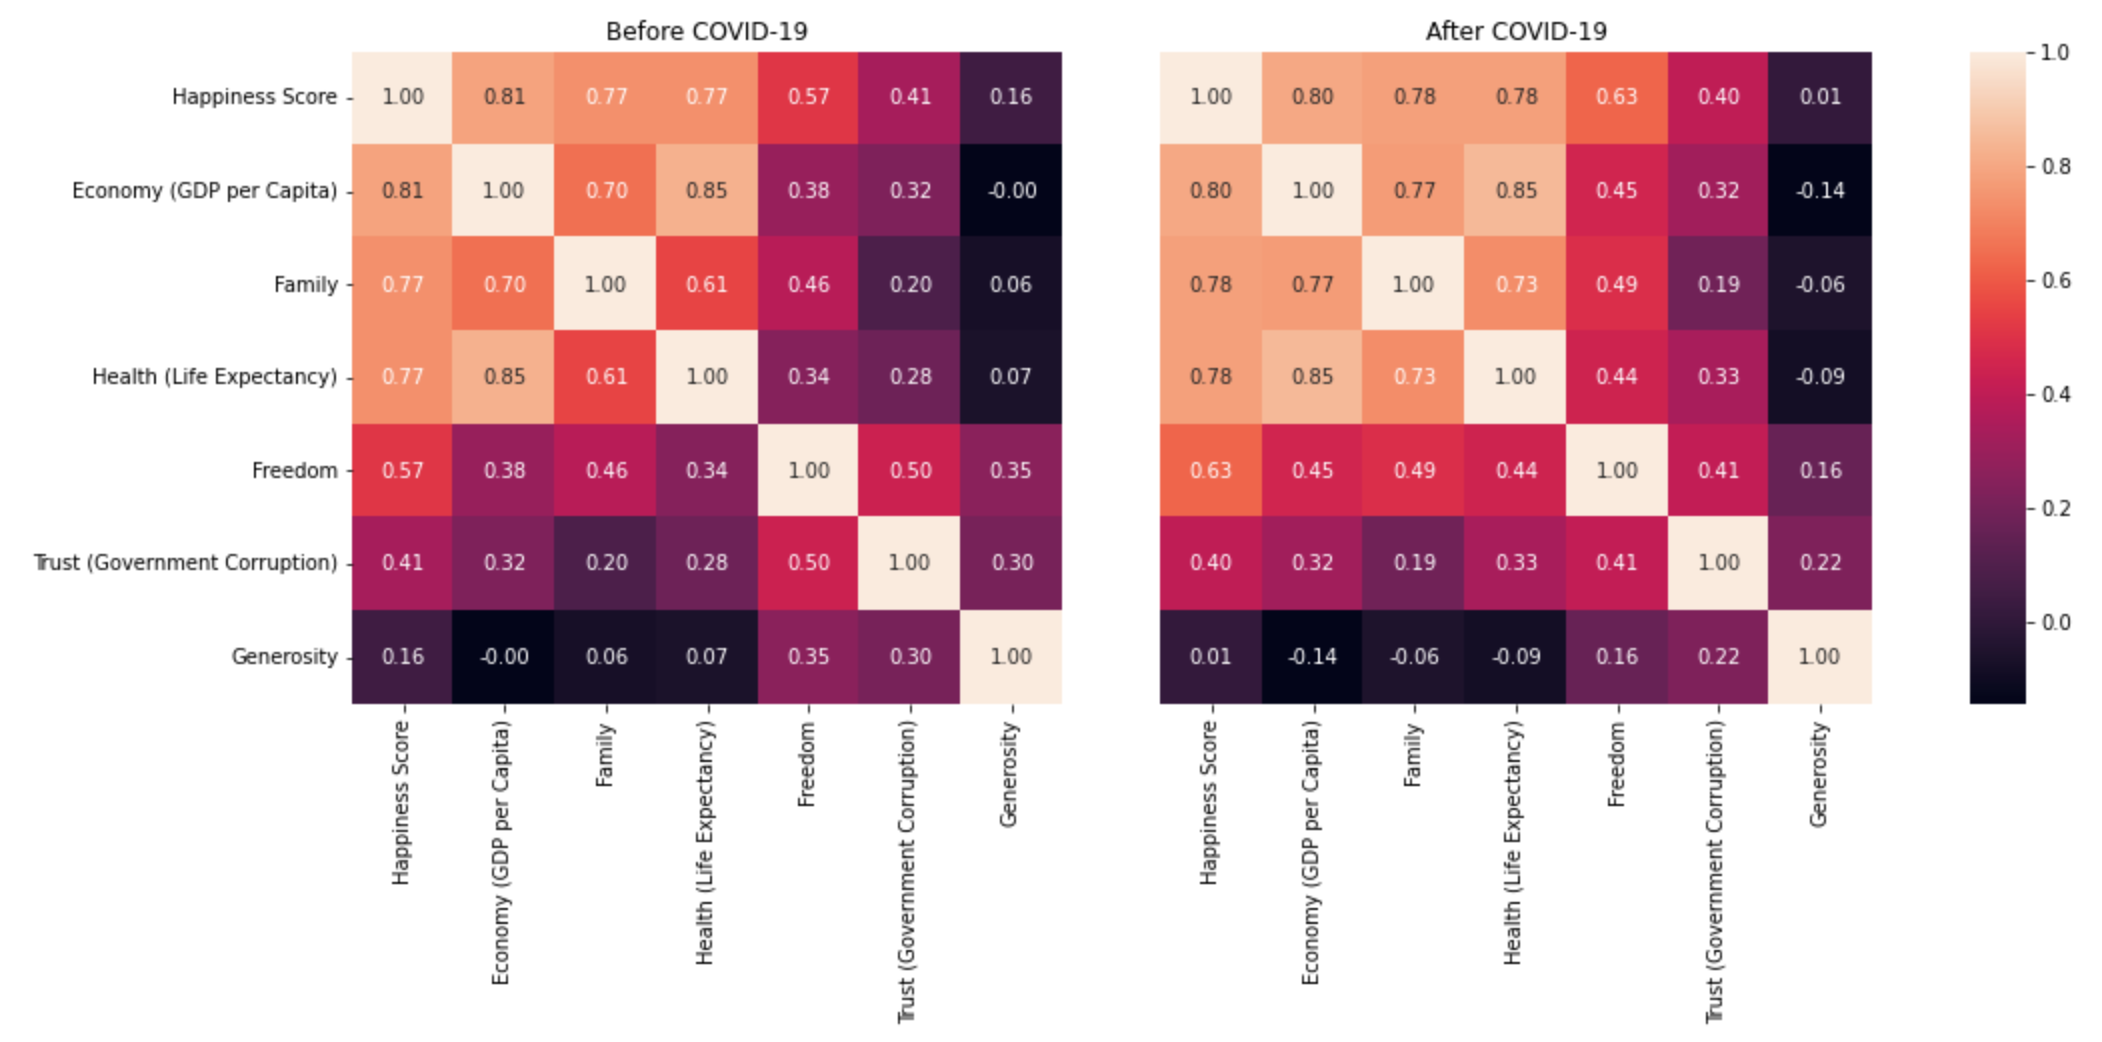 Before COVID-19
After COVID-19
Happiness Score 1.00 0.81 0.77 0.77 0.57 0.41 0.16 1.00 0.80 0.78 0.78 0.63 0.40 0.01
Economy (GDP per Capita) 0.81 1.00 0.70 0.85 0.38 0.32 -0.00 0.80 1.00 0.77 0.85 0.45 0.32 -0.14
Family 0.77 0.70 1.00 0.61 0.46 0.20 0.06 0.78 0.77 1.00 0.73 0.49 0.19 -0.06
Health (Life Expectancy) 0.77 0.85 0.61 1.00 0.34 0.28 0.07 0.78 0.85 0.73 1.00 0.44 0.33 -0.09
Freedom 0.57 0.38 0.46 0.34 1.00 0.50 0.35 0.63 0.45 0.49 0.44 1.00 0.41 0.16
Trust (Government Corruption) 0.41 0.32 0.20 0.28 0.50 1.00 0.30 0.40 0.32 0.19 0.33 0.41 1.00 0.22
Generosity 0.16 -0.00 0.06 0.07 0.35 0.30 1.00 0.01 -0.14 -0.06 -0.09 0.16 0.22 1.00
Happiness Score
Economy (GDP per Capita)
Family
Health (Life Expectancy)
Freedom
Trust (Government Corruption)
Generosity
Happiness Score
Economy (GDP per Capita)
Family
Health (Life Expectancy)
Freedom
Trust (Government Corruption)
Generosity
1.0
0.8
0.6
0.4
0.2
0.0